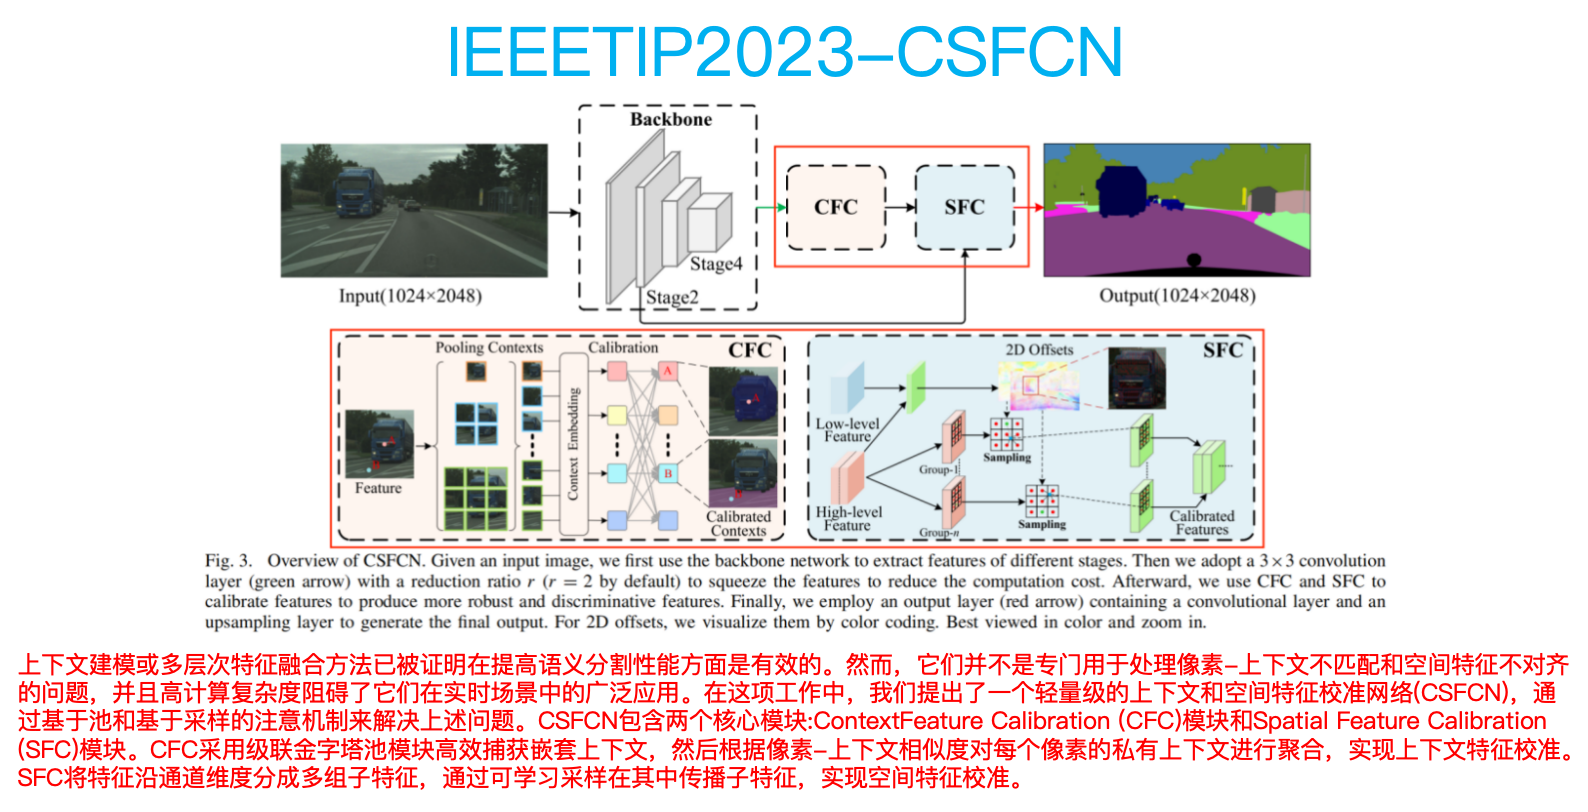 IEEETIP2023-CSFCN
Backbone
CFC
SFC
Stage4
Stage2
Input(1024×2048)
Output(1024×2048)
Pooling Contexts
Calibration
CFC
A
A
B
B
Context Embedding
Feature
Calibrated
Contexts
2D Offsets
SFC
Low-level
Feature
Group-1
Sampling
High-level
Feature
Group-n
Sampling
Calibrated
Features
Fig. 3. Overview of CSFCN. Given an input image, we first use the backbone network to extract features of different stages. Then we adopt a 3×3 convolution
layer (green arrow) with a reduction ratio r (r = 2 by default) to squeeze the features to reduce the computation cost. Afterward, we use CFC and SFC to
calibrate features to produce more robust and discriminative features. Finally, we employ an output layer (red arrow) containing a convolutional layer and an
upsampling layer to generate the final output. For 2D offsets, we visualize them by color coding. Best viewed in color and zoom in.
上下文建模或多层次特征融合方法已被证明在提高语义分割性能方面是有效的。然而，它们并不是专门用于处理像素-上下文不匹配和空间特征不对齐
的问题，并且高计算复杂度阻碍了它们在实时场景中的广泛应用。在这项工作中，我们提出了一个轻量级的上下文和空间特征校准网络(CSFCN)，通
过基于池和基于采样的注意机制来解决上述问题。CSFCN包含两个核心模块:ContextFeature Calibration (CFC)模块和Spatial Feature Calibration
(SFC)模块。CFC采用级联金字塔池模块高效捕获嵌套上下文，然后根据像素-上下文相似度对每个像素的私有上下文进行聚合，实现上下文特征校准。
SFC将特征沿通道维度分成多组子特征，通过可学习采样在其中传播子特征，实现空间特征校准。